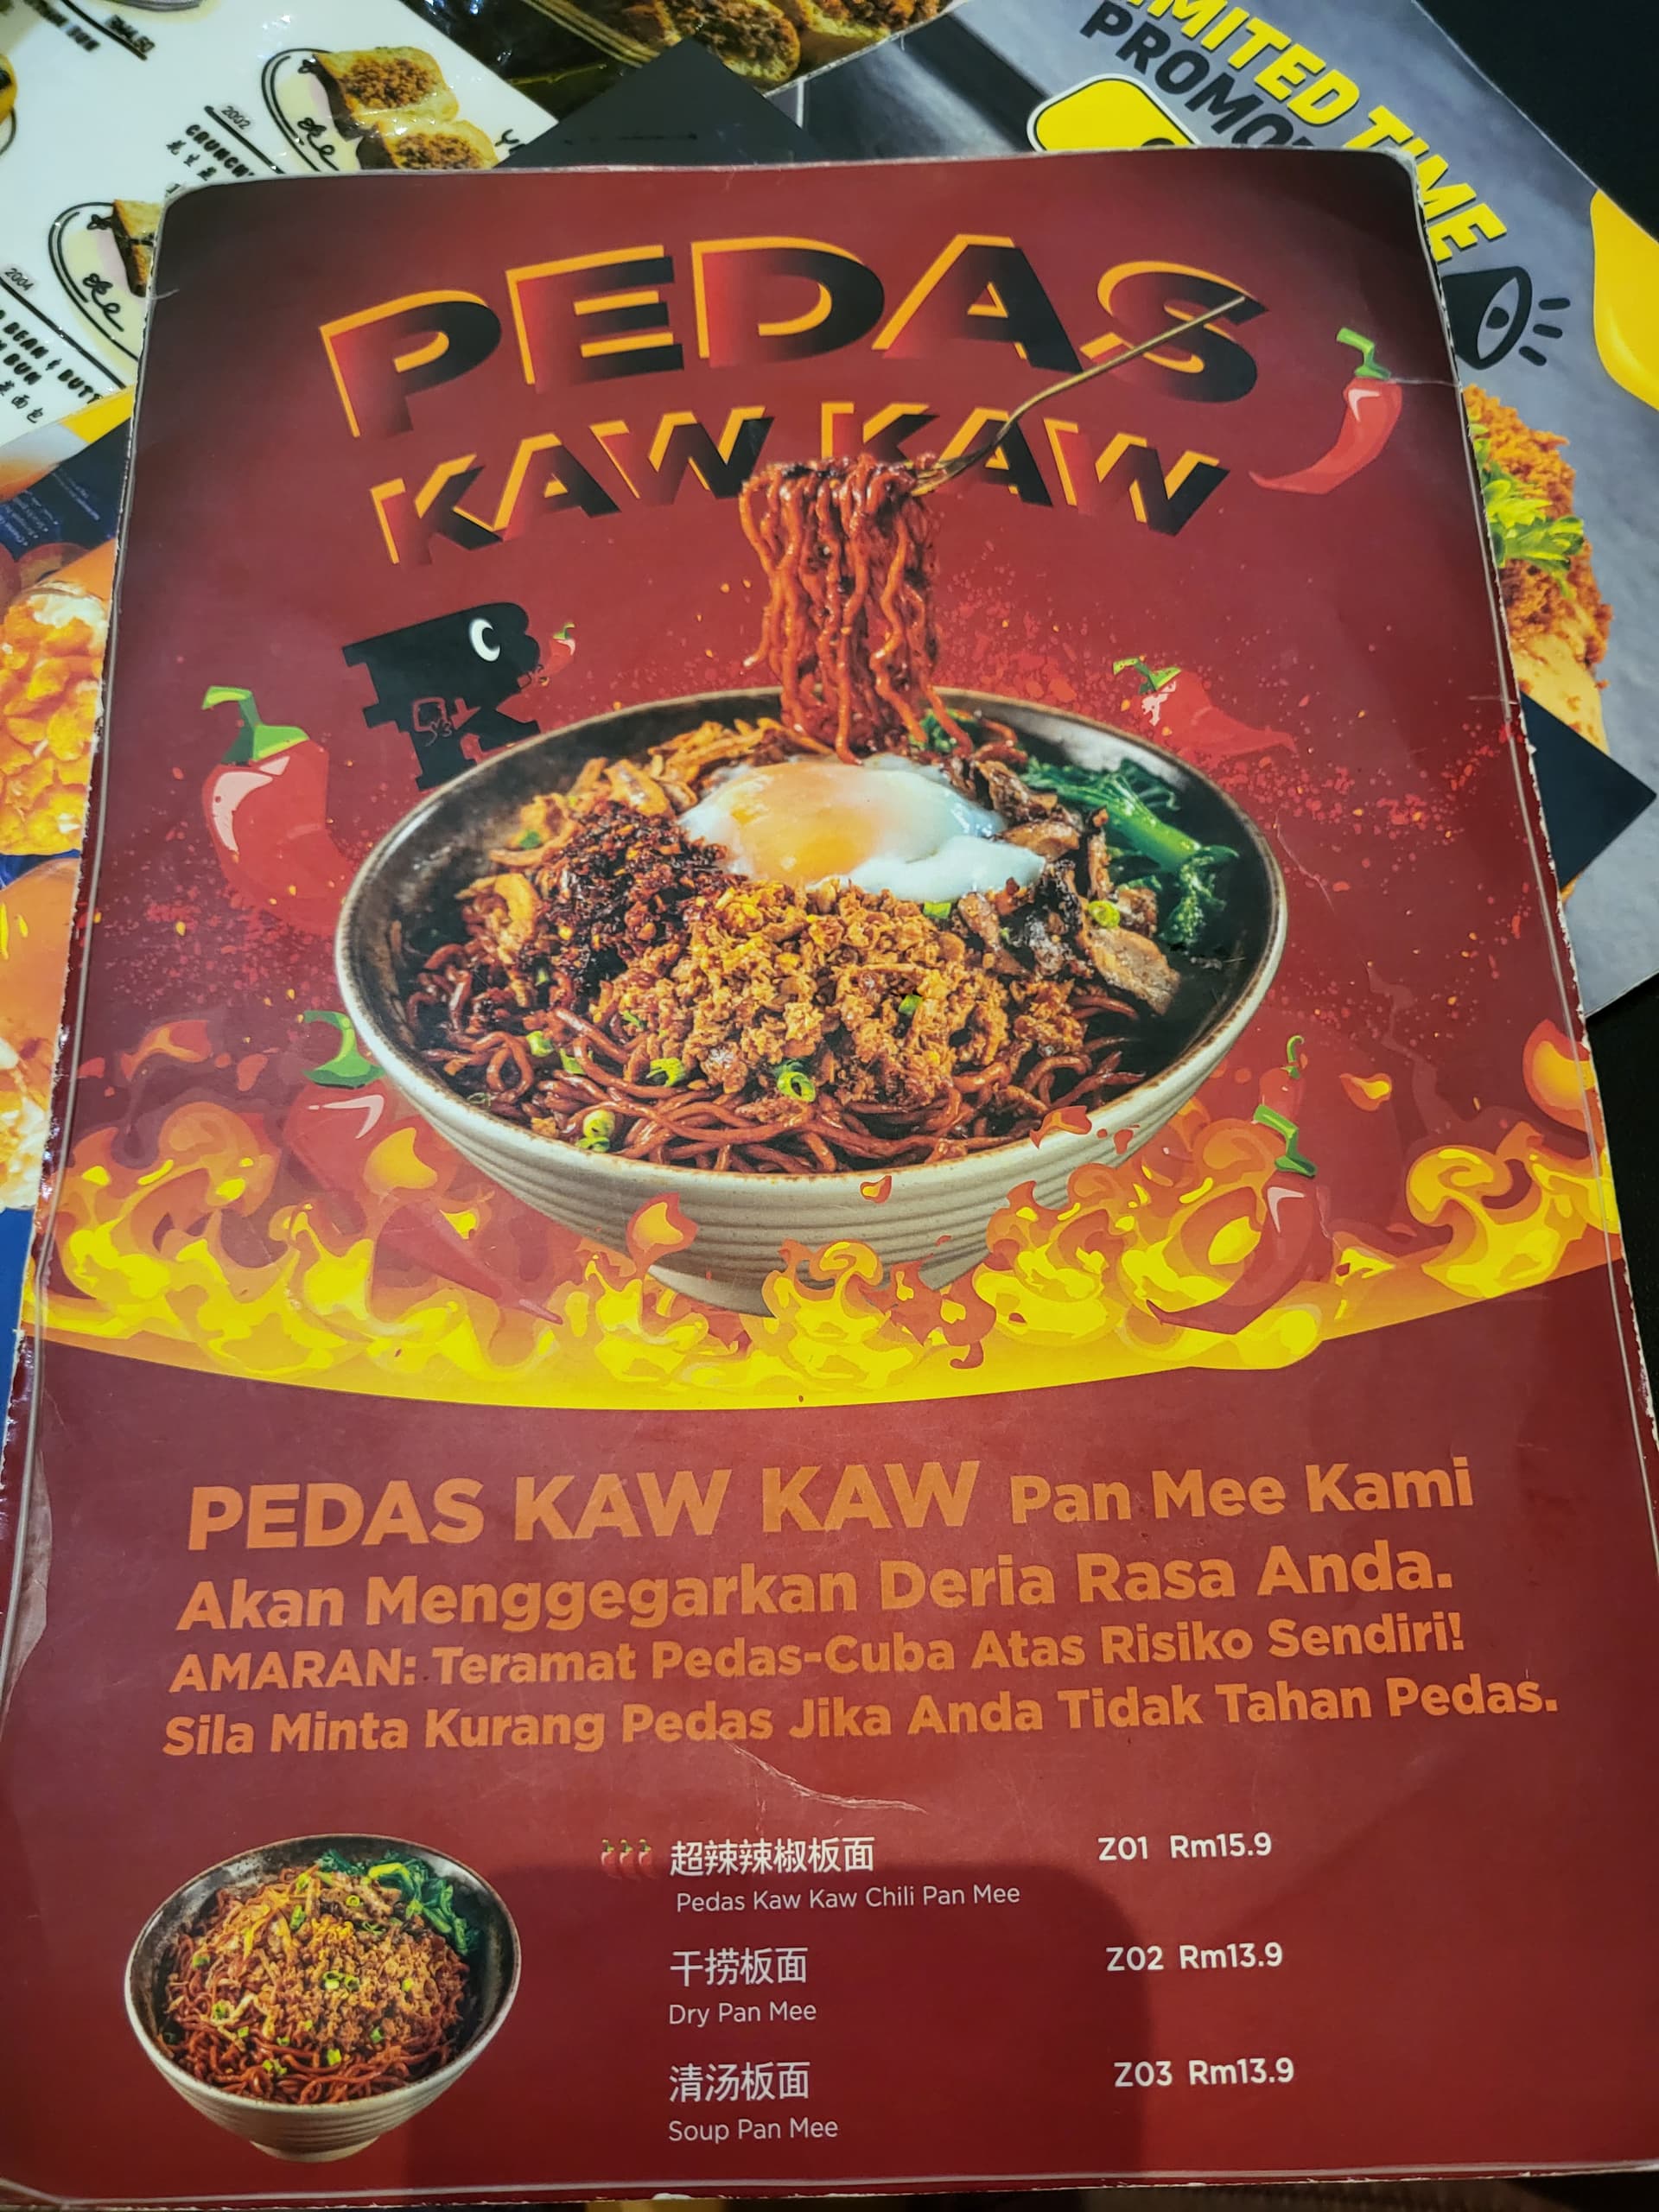 LIMITED TIME
2002
2004
PEDAS
KAW KAW
PEDAS KAW KAW Pan Mee Kami
Akan Menggegarkan Deria Rasa Anda.
AMARAN: Teramat Pedas-Cuba Atas Risiko Sendiri!
Sila Minta Kurang Pedas Jika Anda Tidak Tahan Pedas.
超辣辣椒板面 Z01 Rm15.9
Pedas Kaw Kaw Chili Pan Mee
干捞板面 Z02 Rm13.9
Dry Pan Mee
清汤板面 Z03 Rm13.9
Soup Pan Mee